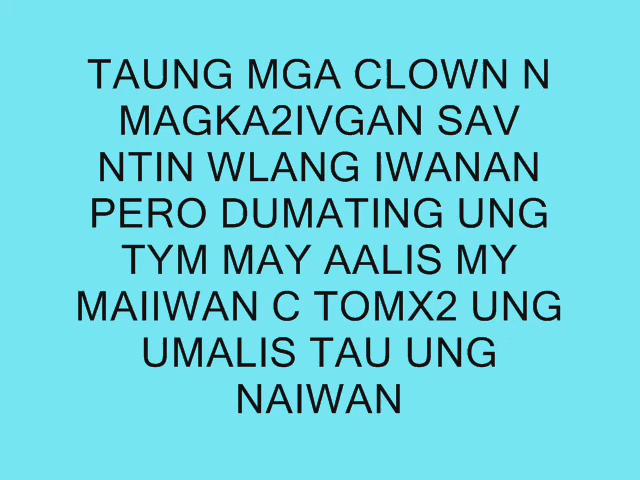 TAUNG MGA CLOWN N
MAGKA2IVGAN SAV
NTIN WLANG IWANAN
PERO DUMATING UNG
TYM MAY AALIS MY
MAIIWAN C TOMX2 UNG
UMALIS TAU UNG
NAIWAN